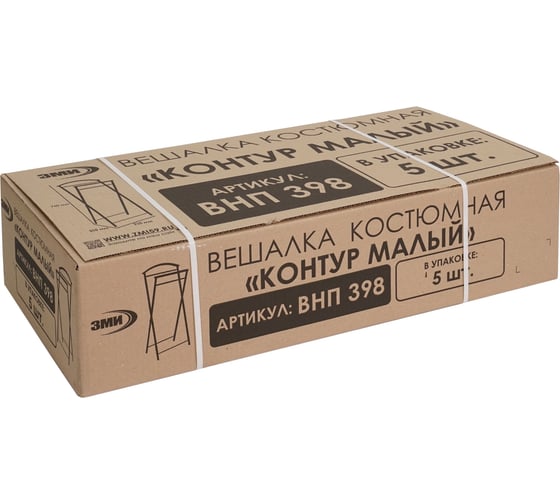 ЗМИ
ВЕШАЛКА КОСТЮМНАЯ
«КОНТУР МАЛЫЙ»
АРТИКУЛ:
ВНП 398
В УПАКОВКЕ:
5 ШТ.
WWW.ZMI59.RU
ЗМИ
ВЕШАЛКА КОСТЮМНАЯ
«КОНТУР МАЛЫЙ»
АРТИКУЛ: ВНП 398
В УПАКОВКЕ:
5 ШТ.